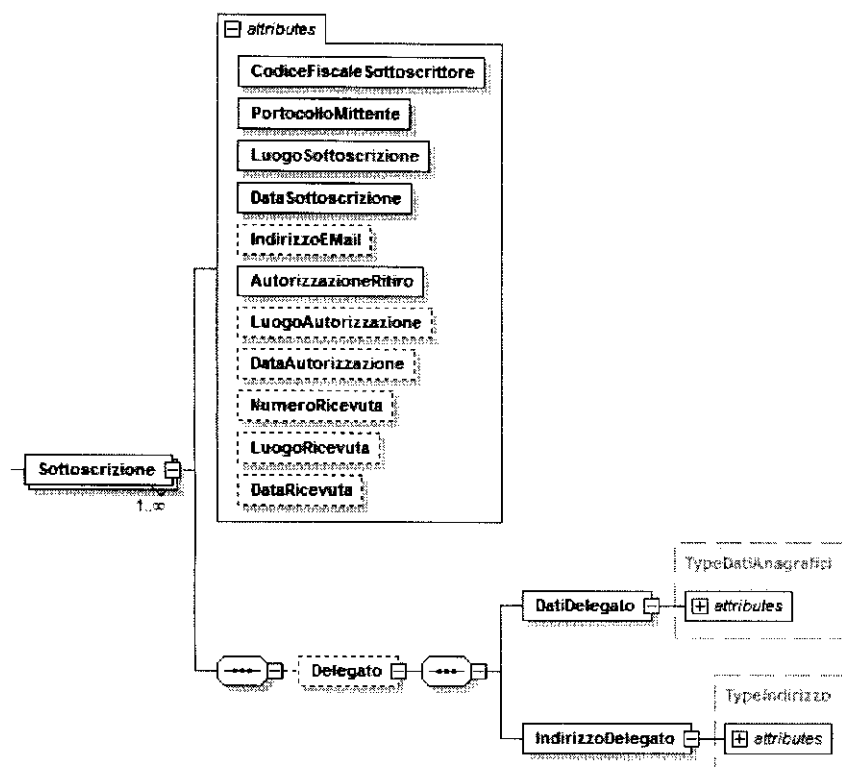 attributes
CodiceFiscaleSottoscrittore
PortocolloMittente
LuogoSottoscrizione
DataSottoscrizione
IndirizzoEMail
AutorizzazioneRitiro
LuogoAutorizzazione
DataAutorizzazione
NumeroRicevuta
LuogoRicevuta
DataRicevuta
Sottoscrizione
1..∞
TypeDatiAnagrafici
DatiDelegato
attributes
Delegato
TypeIndirizzo
IndirizzoDelegato
attributes